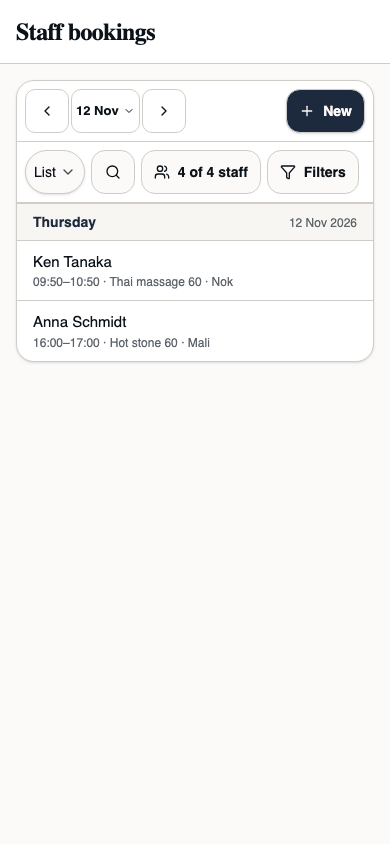 Staff bookings
12 Nov
New
List
4 of 4 staff
Filters
Thursday
12 Nov 2026
Ken Tanaka
09:50–10:50 · Thai massage 60 · Nok
Anna Schmidt
16:00–17:00 · Hot stone 60 · Mali